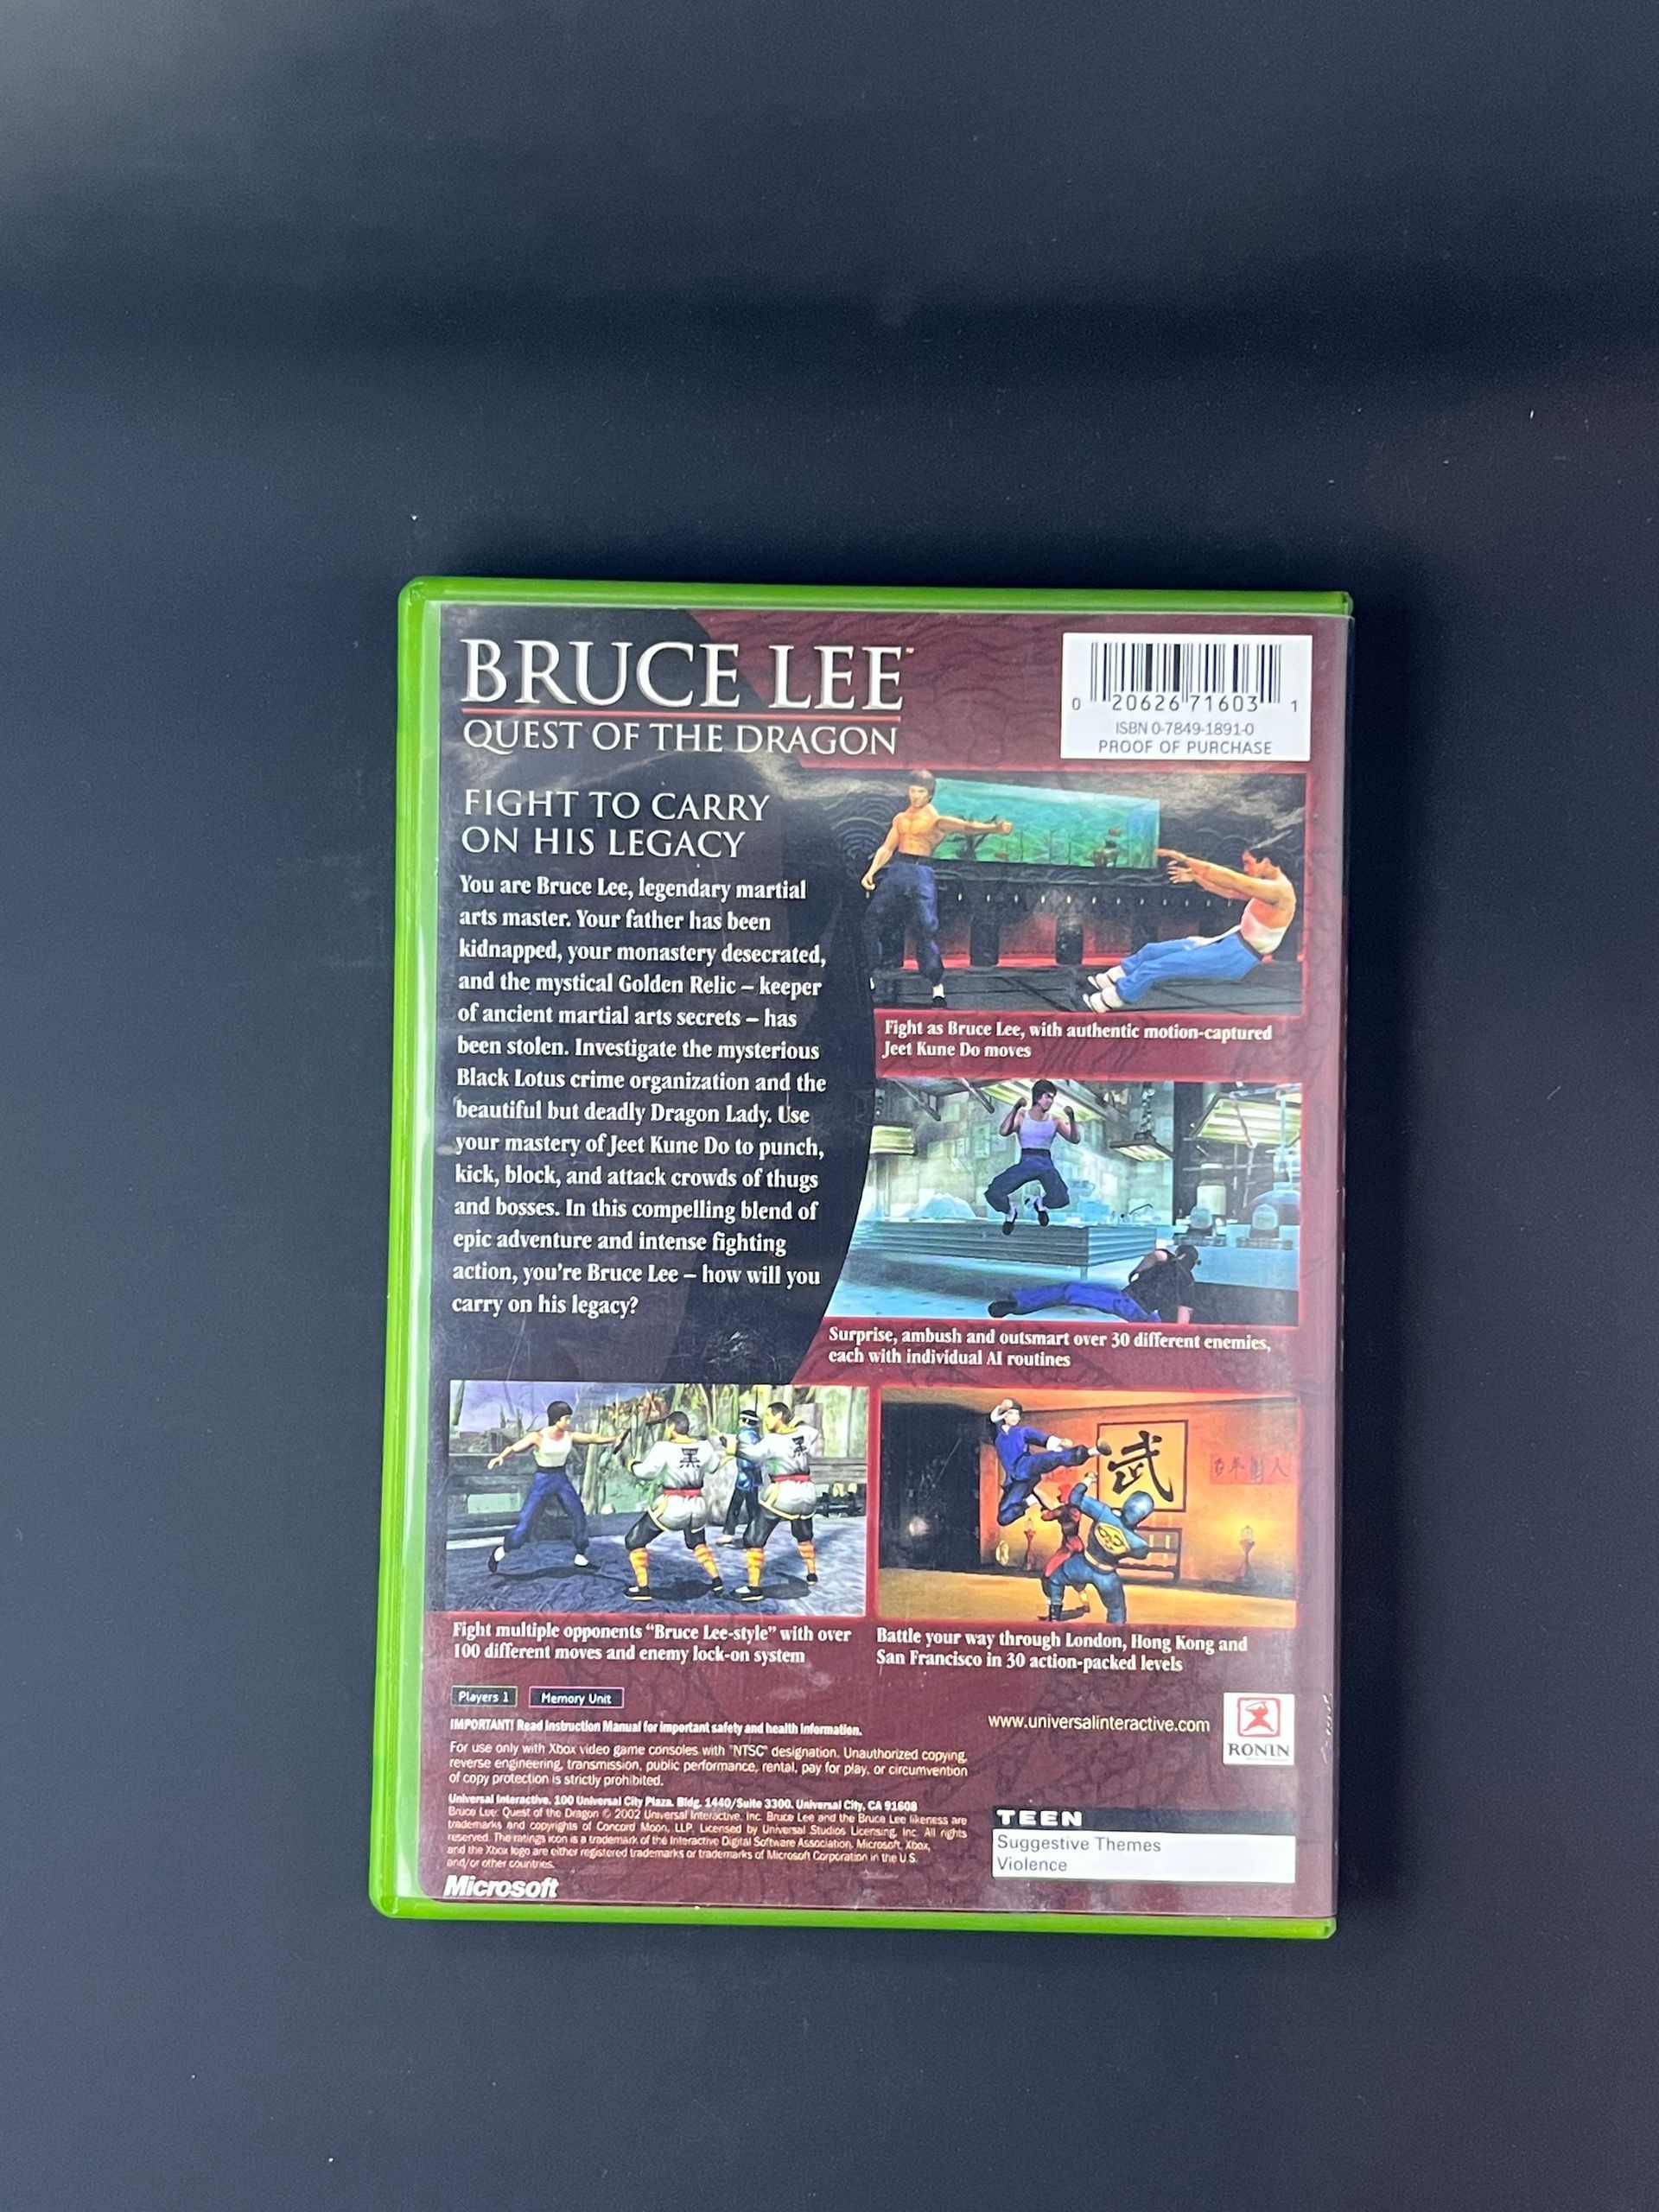 BRUCE LEE™
QUEST OF THE DRAGON
0 20626 71603 1
ISBN 0-7849-1891-0
PROOF OF PURCHASE
FIGHT TO CARRY
ON HIS LEGACY
You are Bruce Lee, legendary martial
arts master. Your father has been
kidnapped, your monastery desecrated,
and the mystical Golden Relic – keeper
of ancient martial arts secrets – has
been stolen. Investigate the mysterious
Black Lotus crime organization and the
beautiful but deadly Dragon Lady. Use
your mastery of Jeet Kune Do to punch,
kick, block, and attack crowds of thugs
and bosses. In this compelling blend of
epic adventure and intense fighting
action, you're Bruce Lee – how will you
carry on his legacy?
Fight as Bruce Lee, with authentic motion-captured
Jeet Kune Do moves
Surprise, ambush and outsmart over 30 different enemies,
each with individual AI routines
黑
黑
武
Fight multiple opponents “Bruce Lee-style” with over
100 different moves and enemy lock-on system
Battle your way through London, Hong Kong and
San Francisco in 30 action-packed levels
Players 1
Memory Unit
IMPORTANT! Read Instruction Manual for important safety and health information.
For use only with Xbox video game consoles with "NTSC" designation. Unauthorized copying,
reverse engineering, transmission, public performance, rental, pay for play, or circumvention
of copy protection is strictly prohibited.
Universal Interactive. 100 Universal City Plaza. Bldg. 1440/Suite 3300. Universal City, CA 91608
Bruce Lee: Quest of the Dragon © 2002 Universal Interactive, Inc. Bruce Lee and the Bruce Lee likeness are
trademarks and copyrights of Concord Moon, LLP, Licensed by Universal Studios Licensing, Inc. All rights
reserved. The ratings icon is a trademark of the Interactive Digital Software Association. Microsoft, Xbox,
and the Xbox logo are either registered trademarks or trademarks of Microsoft Corporation in the U.S.
and/or other countries.
Microsoft
www.universalinteractive.com
RONIN
TEEN
Suggestive Themes
Violence